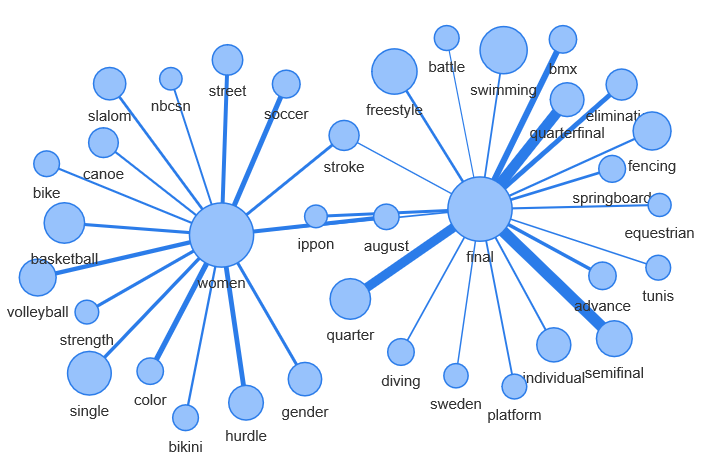 battle
swimming
bmx
nbcsn
street
slalom
soccer
freestyle
quarterfinal
eliminati
canoe
stroke
fencing
bike
springboard
equestrian
ippon
august
basketball
final
women
volleyball
tunis
advance
strength
quarter
single
color
diving
individual
semifinal
gender
sweden
platform
hurdle
bikini